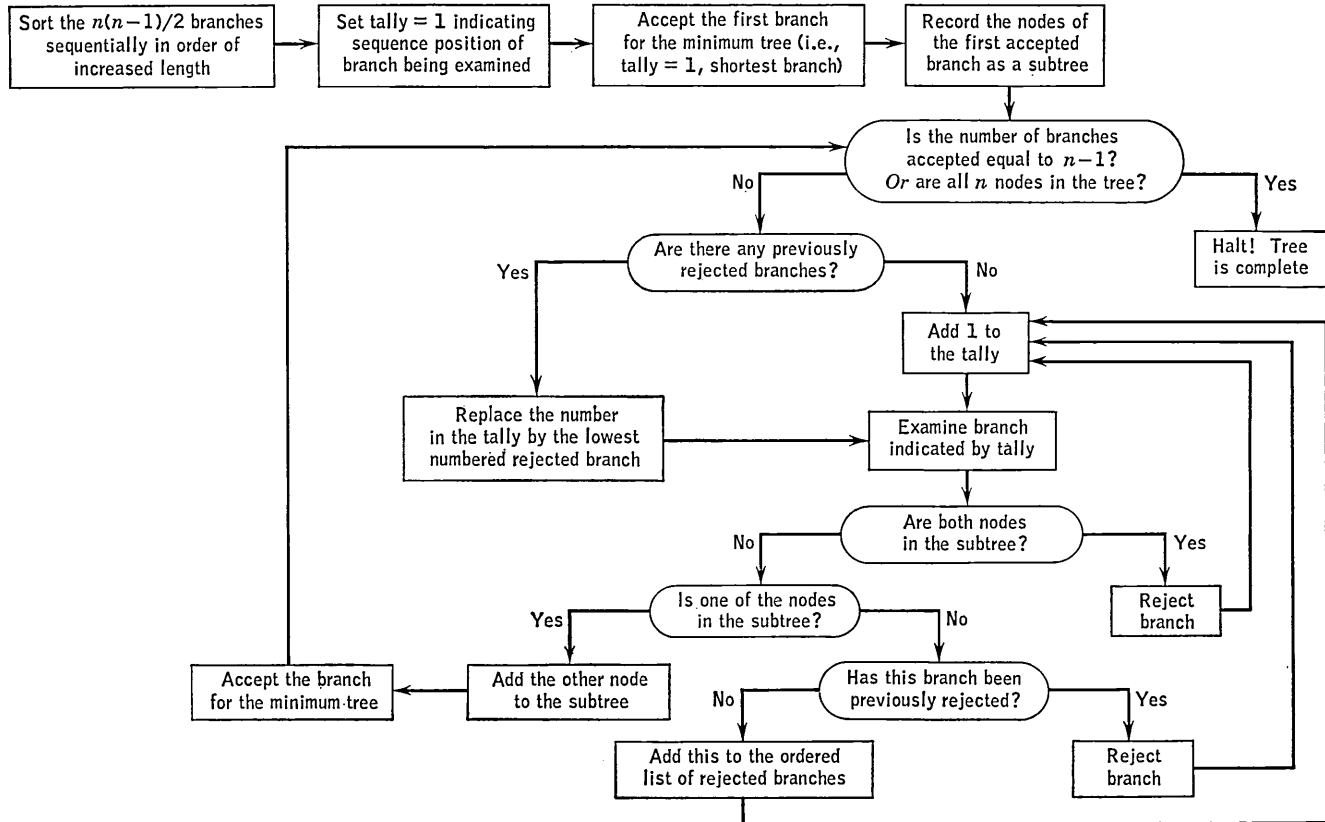 Sort the n(n−1)/2 branches
sequentially in order of
increased length
Set tally = 1 indicating
sequence position of
branch being examined
Accept the first branch
for the minimum tree (i.e.,
tally = 1, shortest branch)
Record the nodes of
the first accepted
branch as a subtree
Is the number of branches
accepted equal to n−1?
Or are all n nodes in the tree?
No
Yes
Halt! Tree
is complete
Are there any previously
rejected branches?
Yes
No
Add 1 to
the tally
Replace the number
in the tally by the lowest
numbered rejected branch
Examine branch
indicated by tally
Are both nodes
in the subtree?
No
Yes
Reject
branch
Is one of the nodes
in the subtree?
Yes
No
Accept the branch
for the minimum tree
Add the other node
to the subtree
Has this branch been
previously rejected?
No
Yes
Add this to the ordered
list of rejected branches
Reject
branch